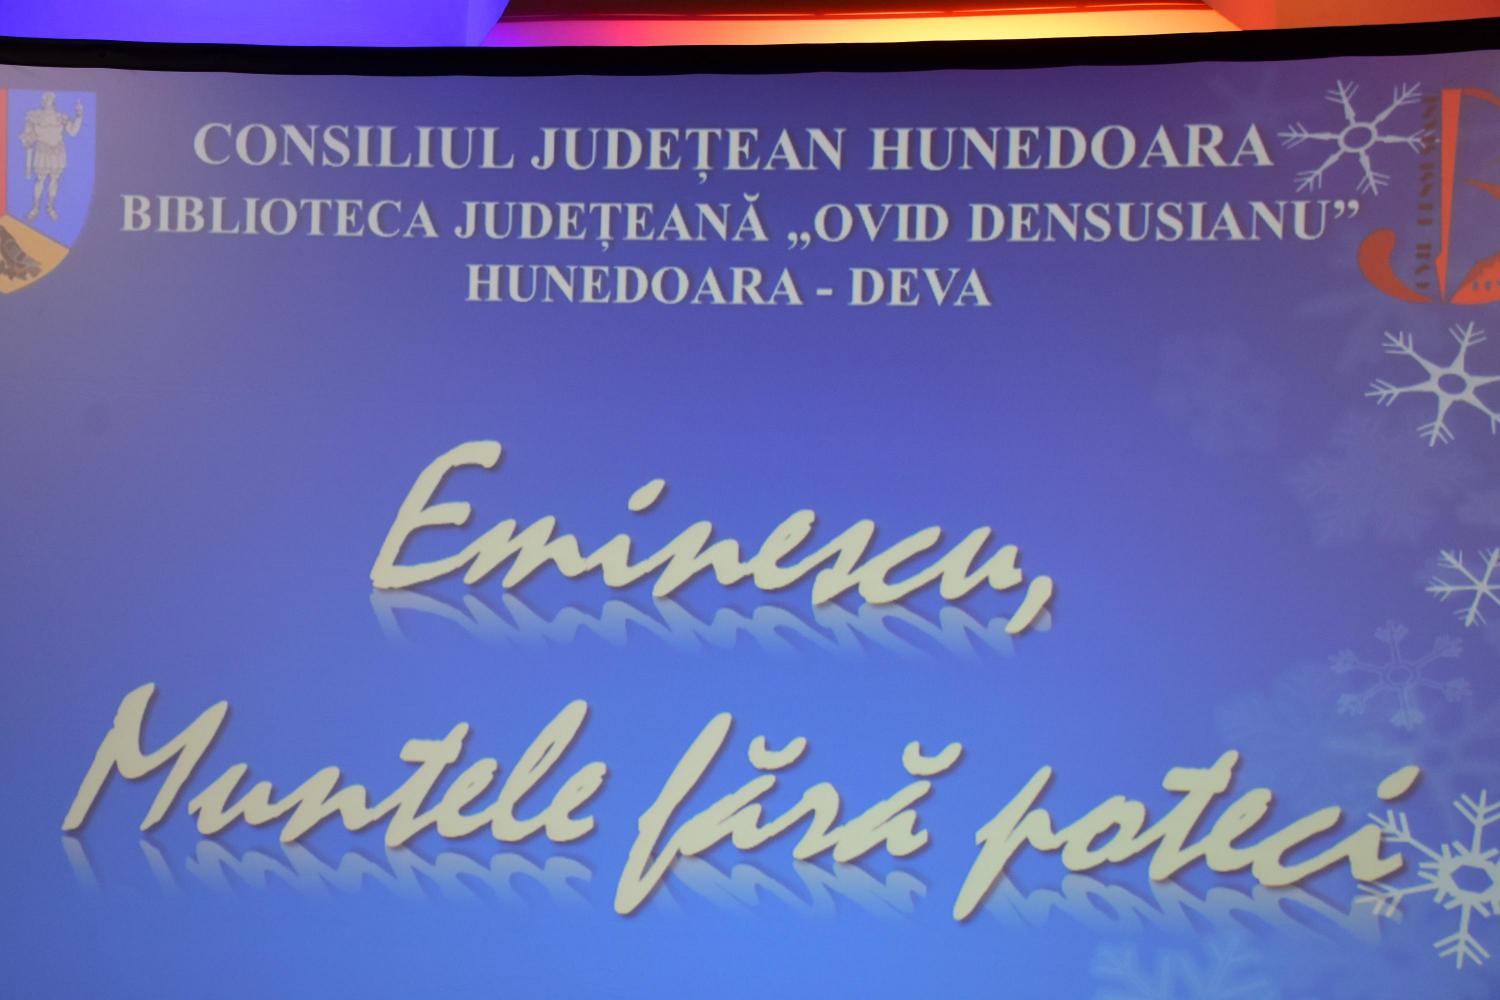 CONSILIUL JUDEȚEAN HUNEDOARA
BIBLIOTECA JUDEȚEANĂ „OVID DENSUSIANU”
HUNEDOARA - DEVA
Eminescu,
Muntele fără poteci